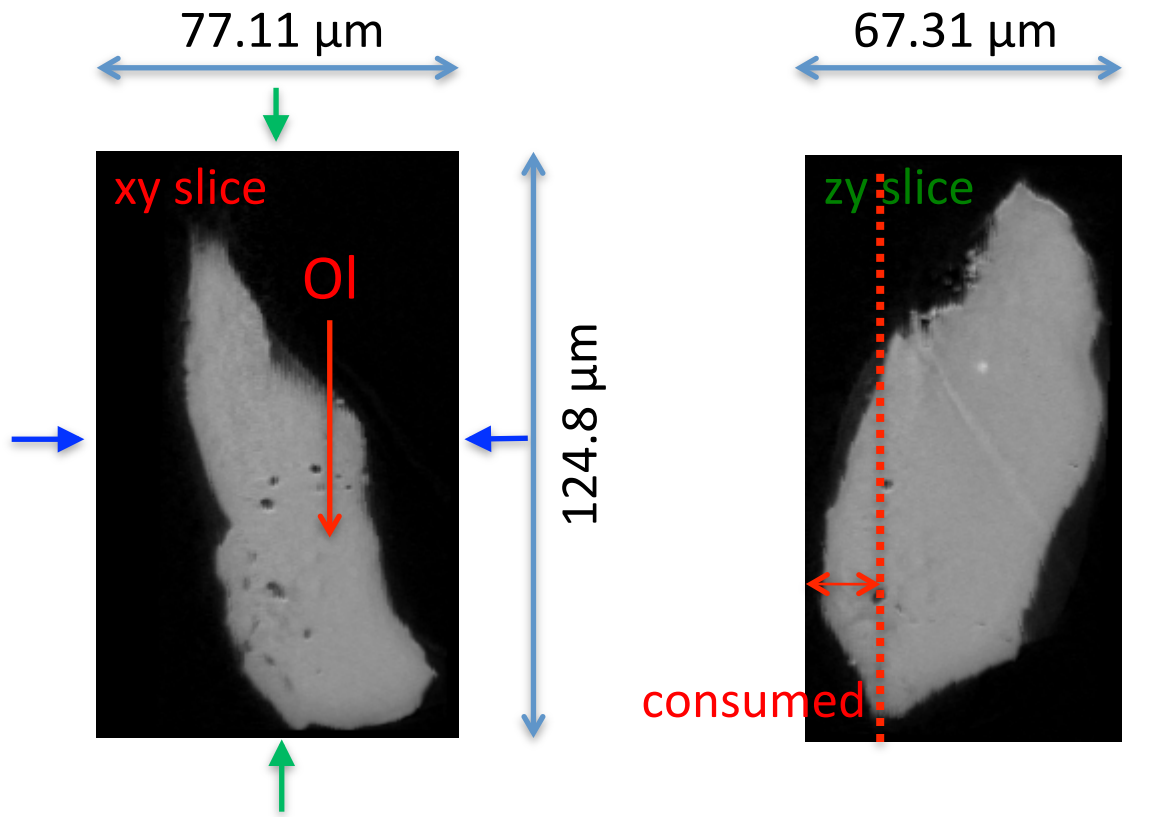 77.11 µm
67.31 µm
xy slice
zy slice
Ol
124.8 µm
consumed